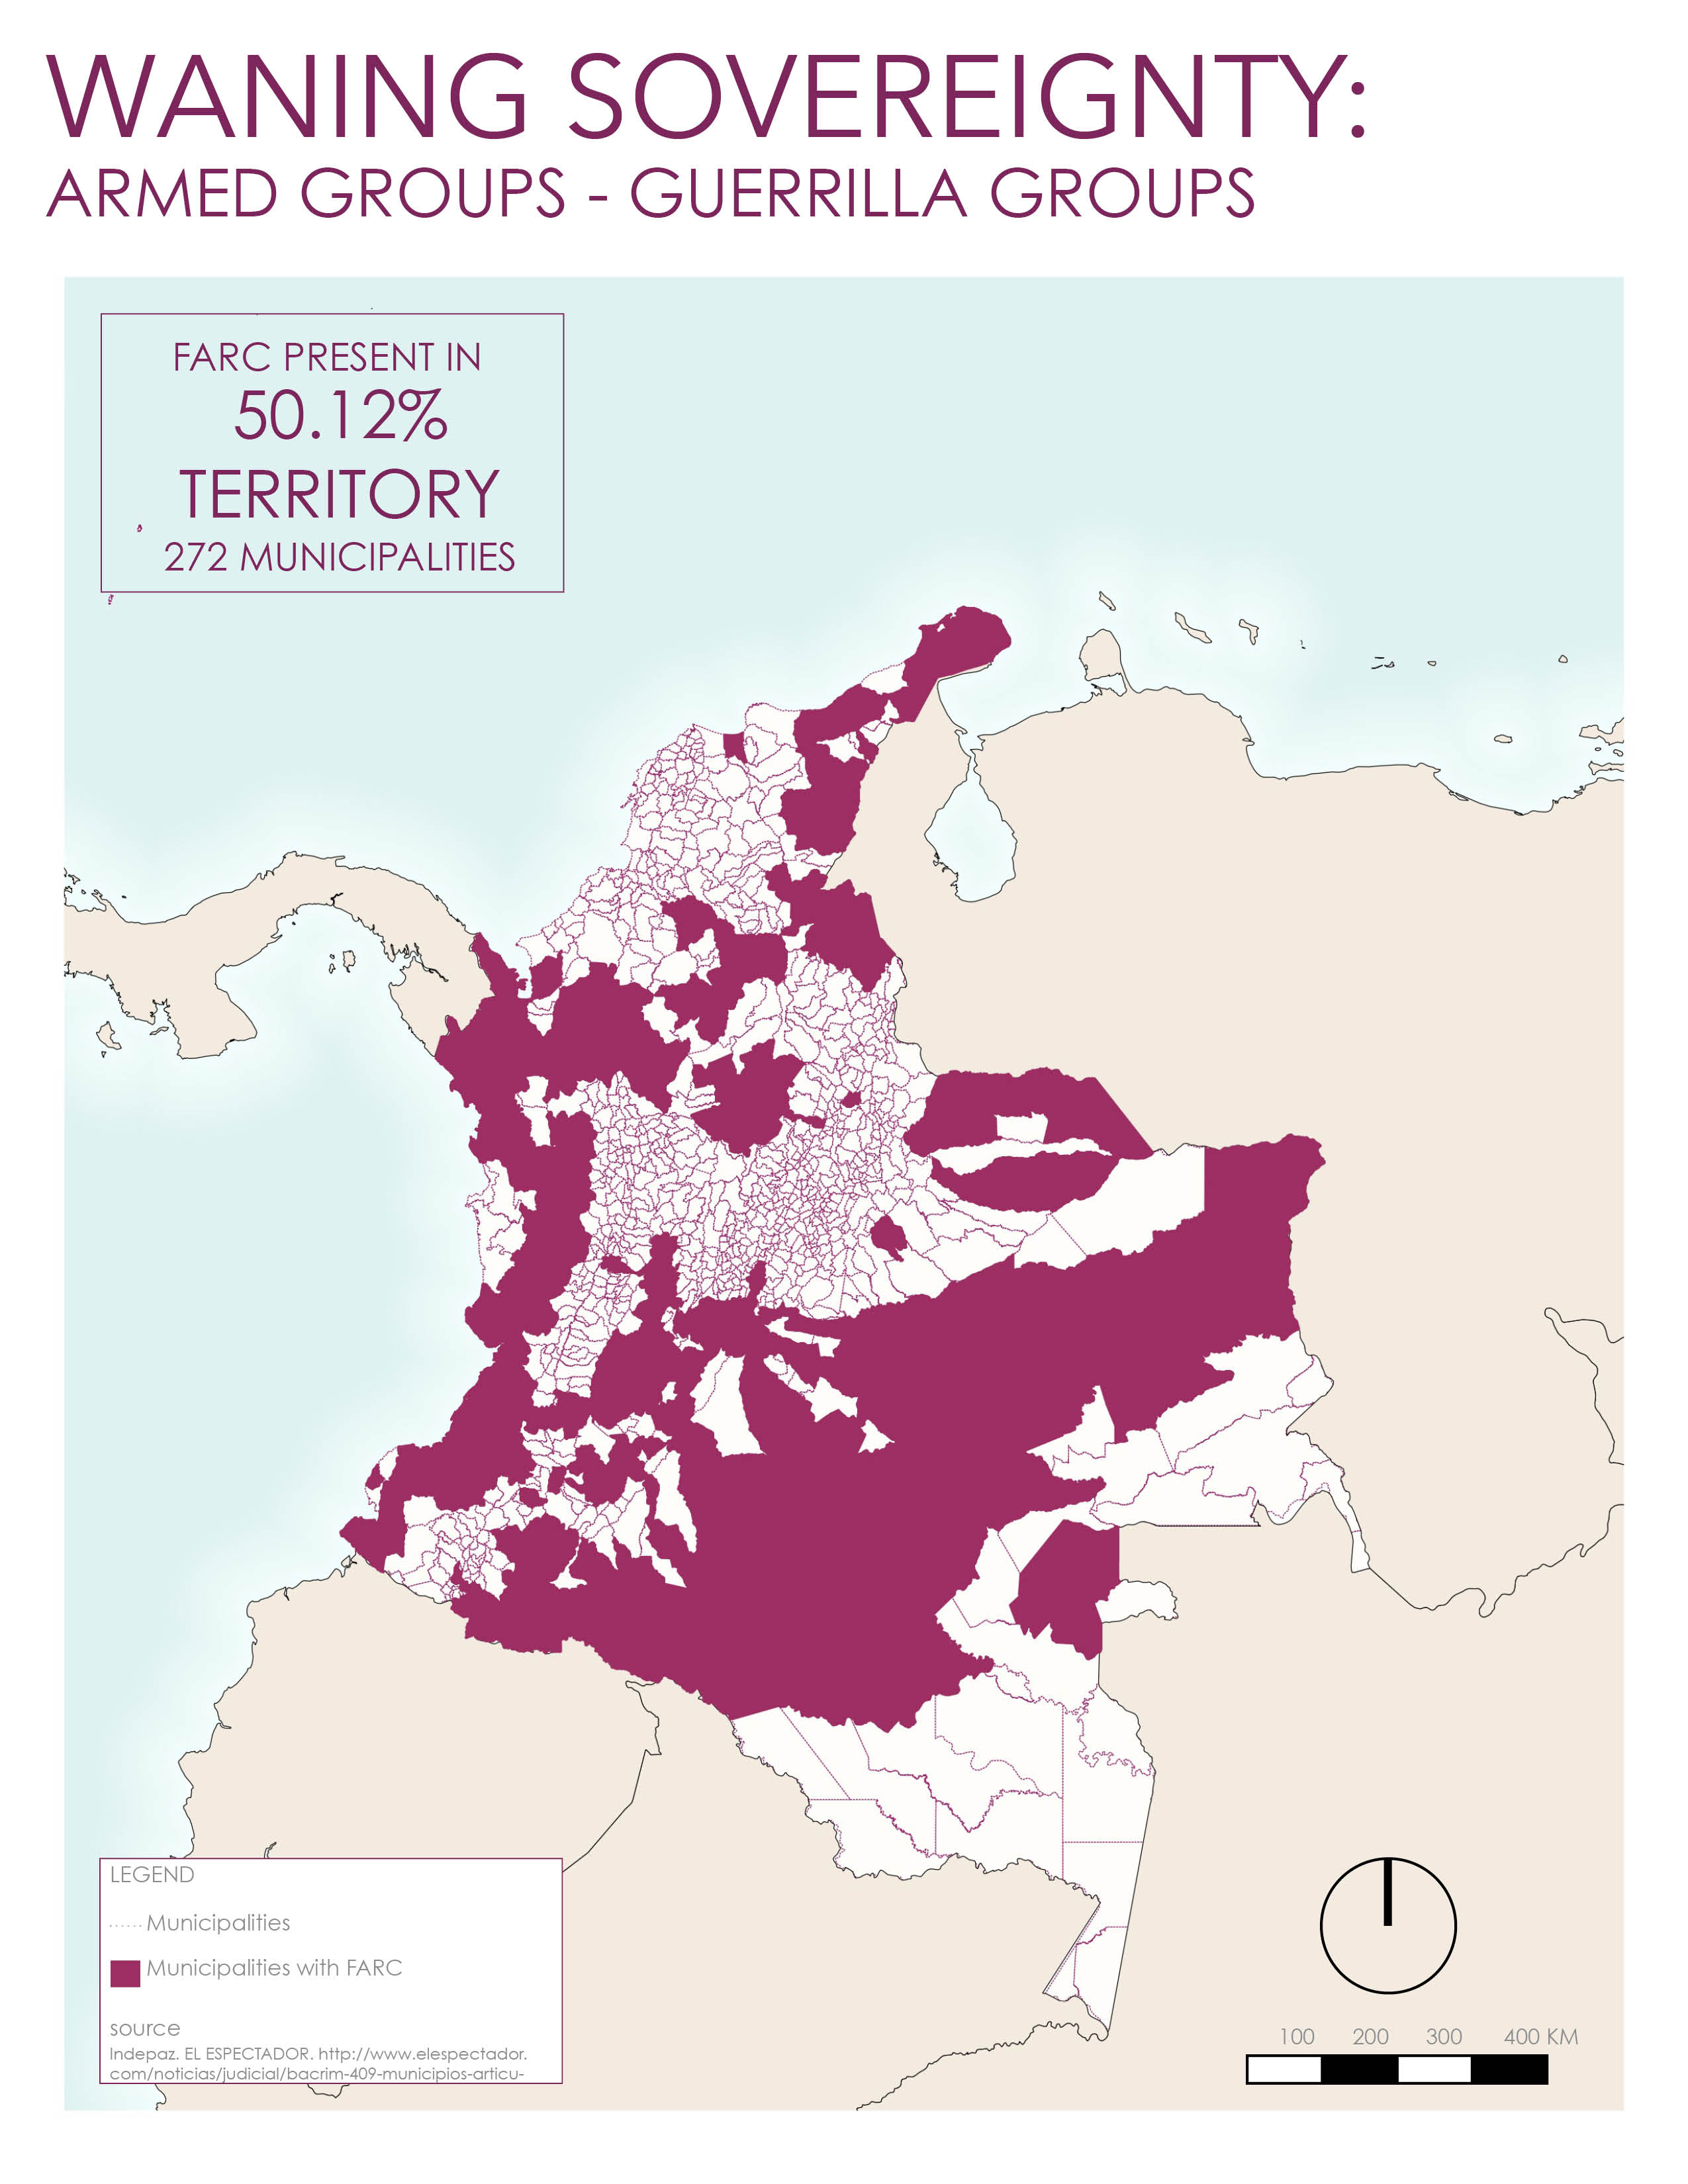 WANING SOVEREIGNTY:
ARMED GROUPS - GUERRILLA GROUPS
FARC PRESENT IN
50.12%
TERRITORY
272 MUNICIPALITIES
LEGEND
Municipalities
Municipalities with FARC
source
Indepaz. EL ESPECTADOR. http://www.elespectador.
com/noticias/judicial/bacrim-409-municipios-articu-
100 200 300 400 KM